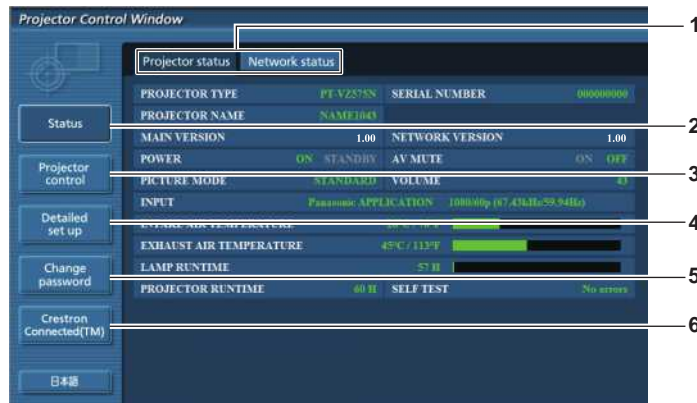 Projector Control Window
Projector status Network status
1
PROJECTOR TYPE PT-VZ575N SERIAL NUMBER 000000000
PROJECTOR NAME NAME1043
Status
2
MAIN VERSION 1.00 NETWORK VERSION 1.00
POWER ON STANDBY AV MUTE ON OFF
Projector control
3
PICTURE MODE STANDARD VOLUME 43
INPUT Panasonic APPLICATION 1080/60p (67.43kHz/59.94Hz)
Detailed set up
4
INTAKE AIR TEMPERATURE
EXHAUST AIR TEMPERATURE 45°C / 113°F
Change password
5
LAMP RUNTIME 57 H
PROJECTOR RUNTIME 60 H SELF TEST No errors
Crestron Connected(TM)
6
日本語